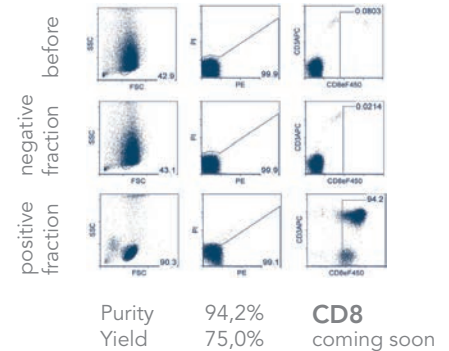 before
SSC
42.9
FSC
PI
99.9
PE
CD3APC
0.0803
CD8eF450
negative
fraction
SSC
43.1
FSC
PI
99.9
PE
CD3APC
0.0214
CD8eF450
positive
fraction
SSC
90.3
FSC
PI
99.1
PE
CD3APC
94.2
CD8eF450
Purity 94,2% CD8
Yield 75,0% coming soon